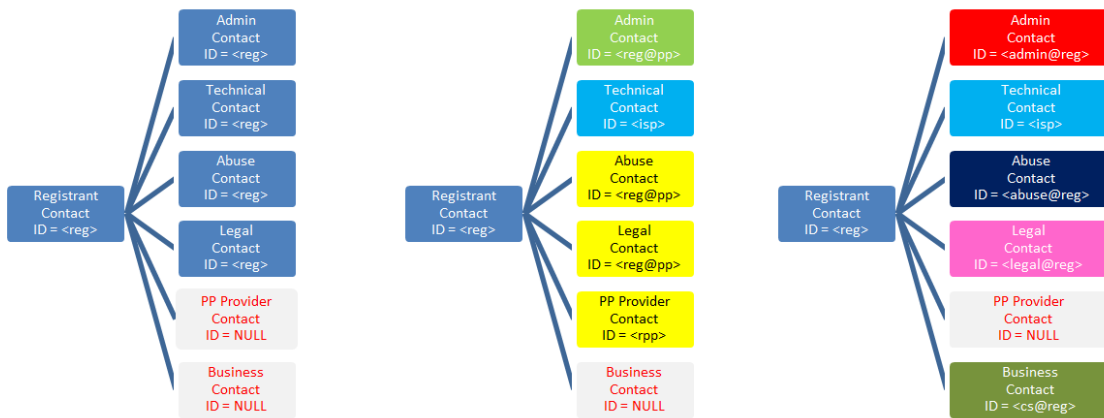 Registrant
Contact
ID = <reg>
Admin
Contact
ID = <reg>
Technical
Contact
ID = <reg>
Abuse
Contact
ID = <reg>
Legal
Contact
ID = <reg>
PP Provider
Contact
ID = NULL
Business
Contact
ID = NULL
Registrant
Contact
ID = <reg>
Admin
Contact
ID = <reg@pp>
Technical
Contact
ID = <isp>
Abuse
Contact
ID = <reg@pp>
Legal
Contact
ID = <reg@pp>
PP Provider
Contact
ID = <rpp>
Business
Contact
ID = NULL
Registrant
Contact
ID = <reg>
Admin
Contact
ID = <admin@reg>
Technical
Contact
ID = <isp>
Abuse
Contact
ID = <abuse@reg>
Legal
Contact
ID = <legal@reg>
PP Provider
Contact
ID = NULL
Business
Contact
ID = <cs@reg>